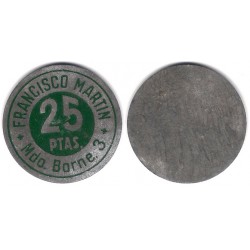 FRANCISCO MARTIN
25
PTAS.
Mdo. Borne, 3